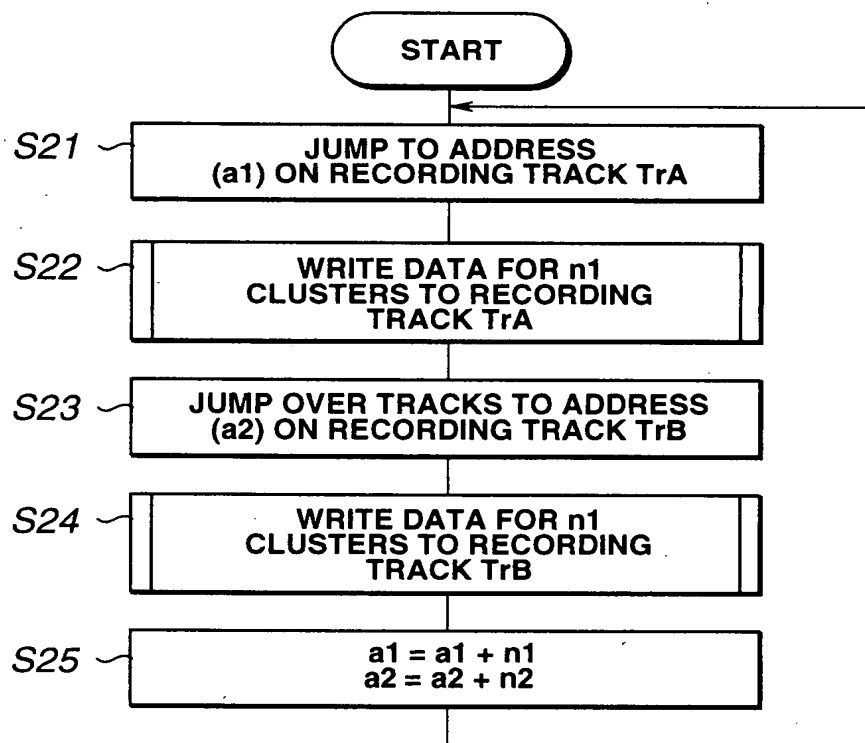 START
S21
JUMP TO ADDRESS
(a1) ON RECORDING TRACK TrA
S22
WRITE DATA FOR n1
CLUSTERS TO RECORDING
TRACK TrA
S23
JUMP OVER TRACKS TO ADDRESS
(a2) ON RECORDING TRACK TrB
S24
WRITE DATA FOR n1
CLUSTERS TO RECORDING
TRACK TrB
S25
a1 = a1 + n1
a2 = a2 + n2